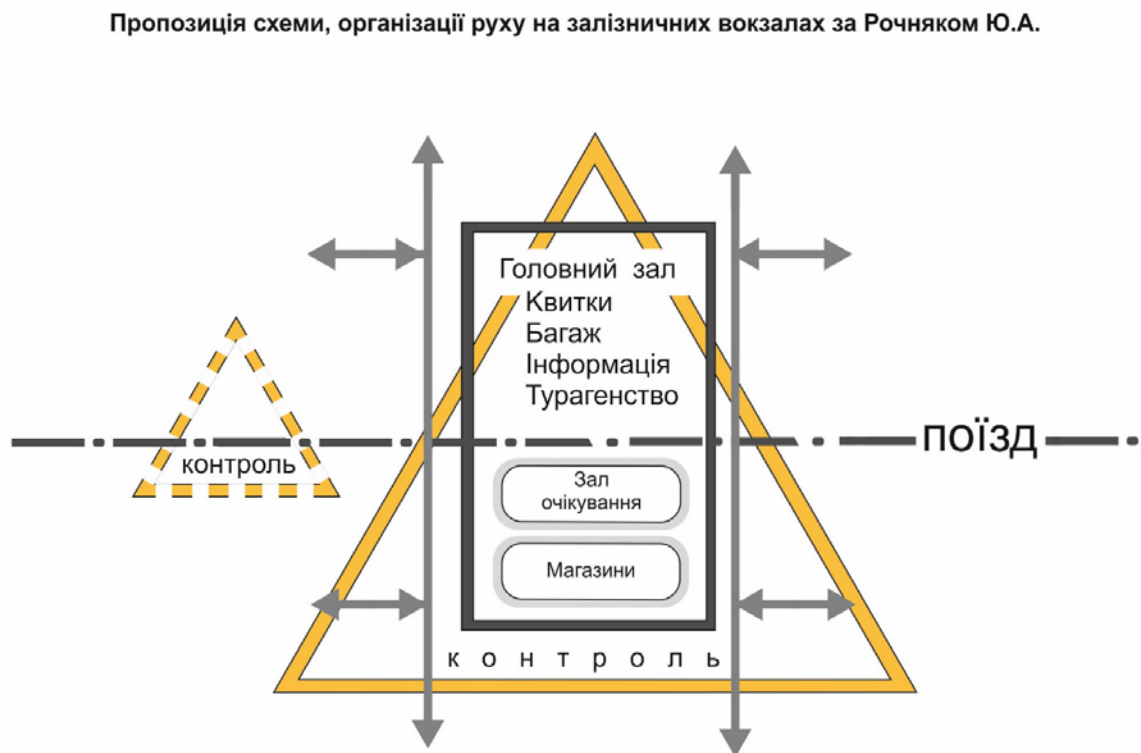 Пропозиція схеми, організації руху на залізничних вокзалах за Рочняком Ю.А.
Головний зал
Квитки
Багаж
Інформація
Турагенство
поїзд
контроль
Зал
очікування
Магазини
контроль